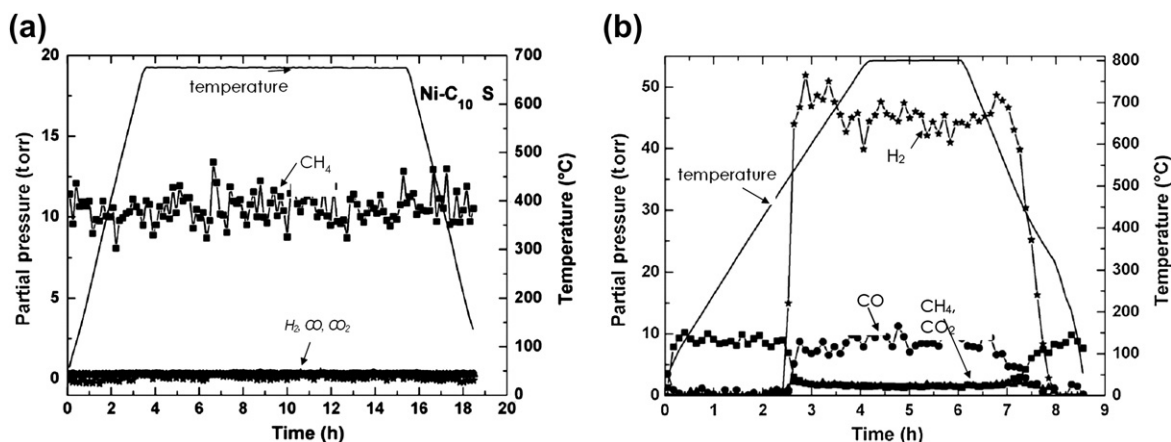 (a)
Partial pressure (torr)
20
15
10
5
0
0 2 4 6 8 10 12 14 16 18 20
Time (h)
700
600
500
400
300
200
100
0
Temperature (°C)
temperature
Ni-C10 S
CH4
H2, CO, CO2
(b)
Partial pressure (torr)
50
40
30
20
10
0
0 1 2 3 4 5 6 7 8 9
Time (h)
800
700
600
500
400
300
200
100
0
Temperature (°C)
temperature
H2
CO
CH4,
CO2